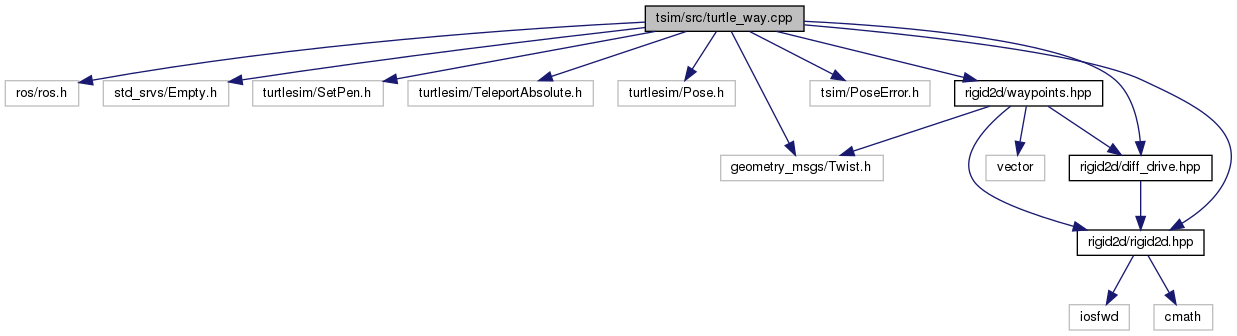 tsim/src/turtle_way.cpp
ros/ros.h
std_srvs/Empty.h
turtlesim/SetPen.h
turtlesim/TeleportAbsolute.h
turtlesim/Pose.h
tsim/PoseError.h
rigid2d/waypoints.hpp
geometry_msgs/Twist.h
vector
rigid2d/diff_drive.hpp
rigid2d/rigid2d.hpp
iosfwd
cmath